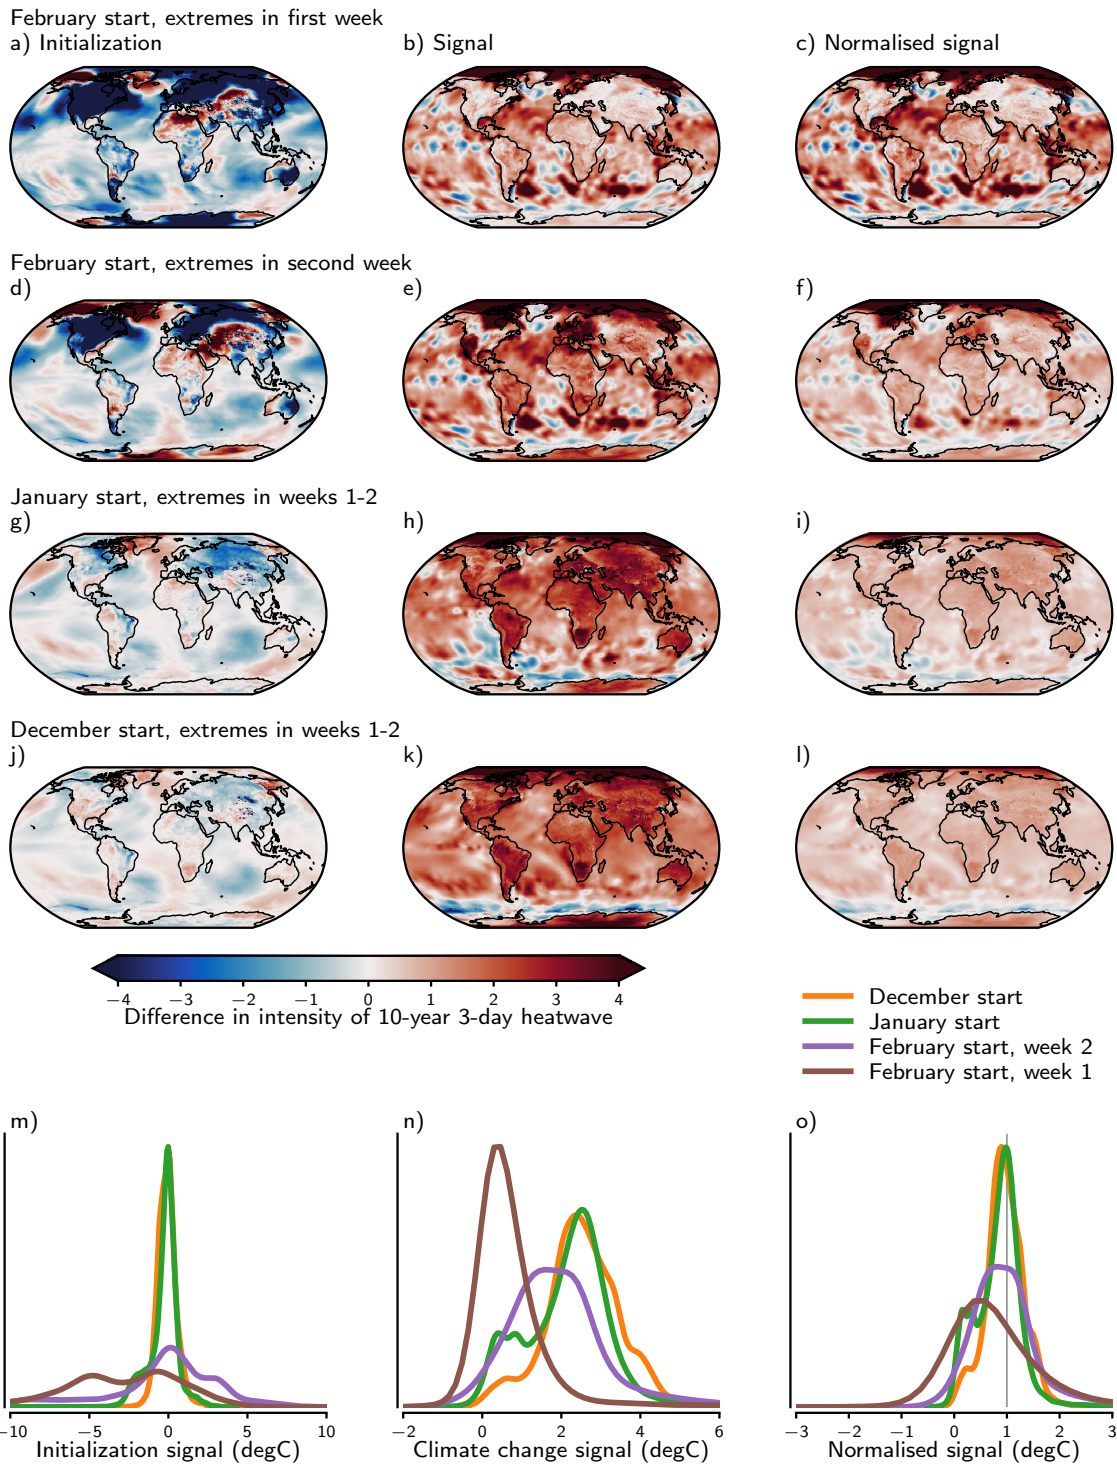 February start, extremes in first week
a) Initialization
b) Signal
c) Normalised signal
February start, extremes in second week
d)
e)
f)
January start, extremes in weeks 1-2
g)
h)
i)
December start, extremes in weeks 1-2
j)
k)
l)
−4 −3 −2 −1 0 1 2 3 4
Difference in intensity of 10-year 3-day heatwave
December start
January start
February start, week 2
February start, week 1
m)
n)
o)
−10 −5 0 5 10
Initialization signal (degC)
−2 0 2 4 6
Climate change signal (degC)
−3 −2 −1 0 1 2 3
Normalised signal (degC)